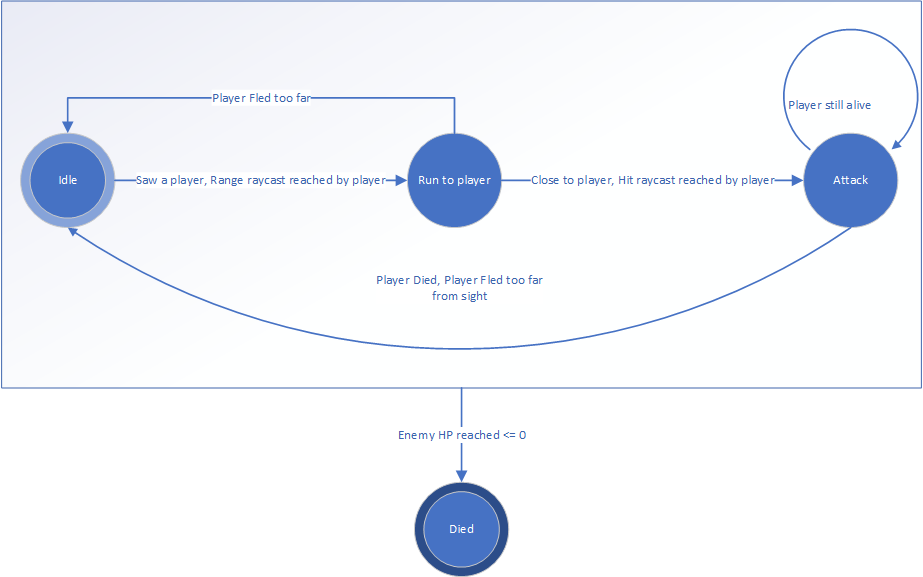 Player Fled too far
Player still alive
Idle
Saw a player, Range raycast reached by player
Run to player
Close to player, Hit raycast reached by player
Attack
Player Died, Player Fled too far
from sight
Enemy HP reached <= 0
Died